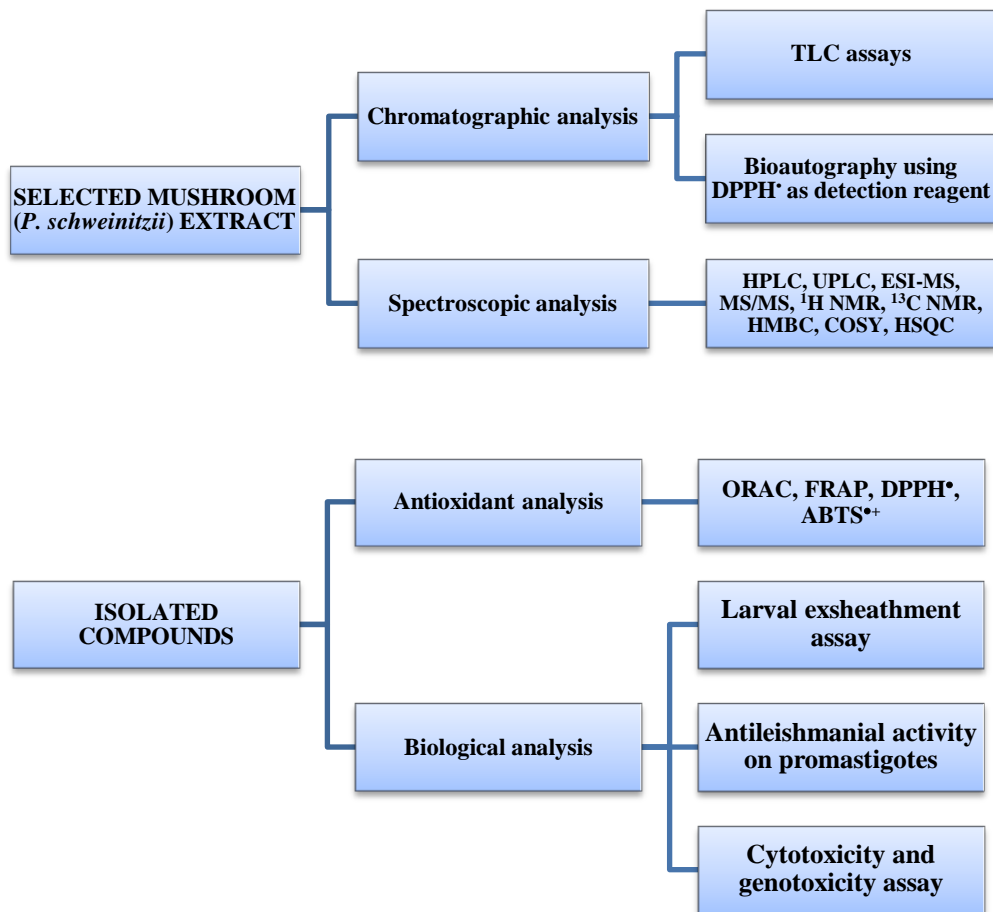 SELECTED MUSHROOM
(P. schweinitzii) EXTRACT
Chromatographic analysis
TLC assays
Bioautography using
DPPH• as detection reagent
Spectroscopic analysis
HPLC, UPLC, ESI-MS,
MS/MS, ¹H NMR, ¹³C NMR,
HMBC, COSY, HSQC
ISOLATED
COMPOUNDS
Antioxidant analysis
ORAC, FRAP, DPPH•,
ABTS•⁺
Biological analysis
Larval exsheathment
assay
Antileishmanial activity
on promastigotes
Cytotoxicity and
genotoxicity assay